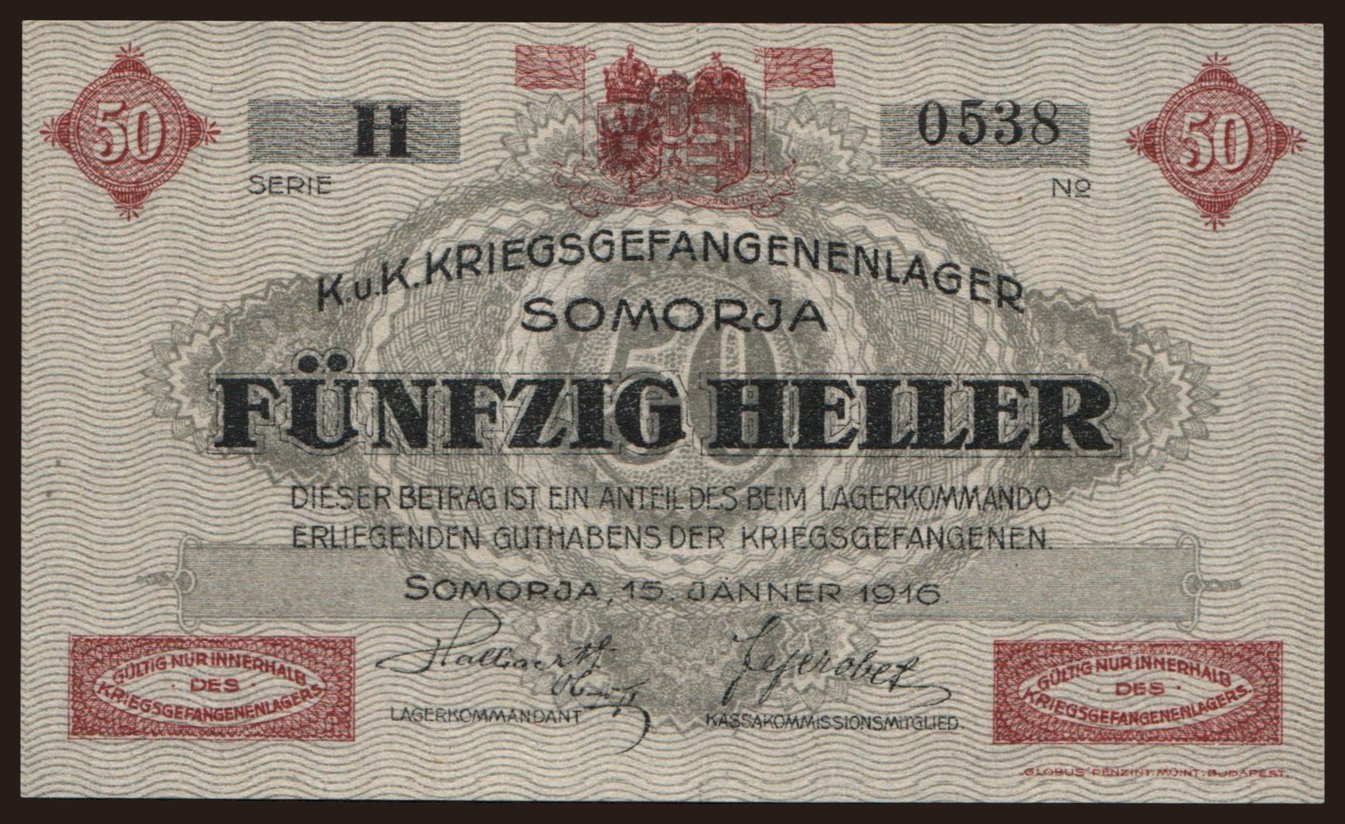 50
H
0538
50
SERIE
No
K.u.K. KRIEGSGEFANGENENLAGER
SOMORJA
50
FÜNFZIG HELLER
DIESER BETRAG IST EIN ANTEIL DES BEIM LAGERKOMMANDO
ERLIEGENDEN GUTHABENS DER KRIEGSGEFANGENEN.
SOMORJA, 15. JÄNNER 1916.
GÜLTIG NUR INNERHALB
DES
KRIEGSGEFANGENENLAGERS
LAGERKOMMANDANT
KASSAKOMMISSIONSMITGLIED.
GÜLTIG NUR INNERHALB
DES
KRIEGSGEFANGENENLAGERS
„GLOBUS" PÉNZINT. MŰINT. BUDAPEST.